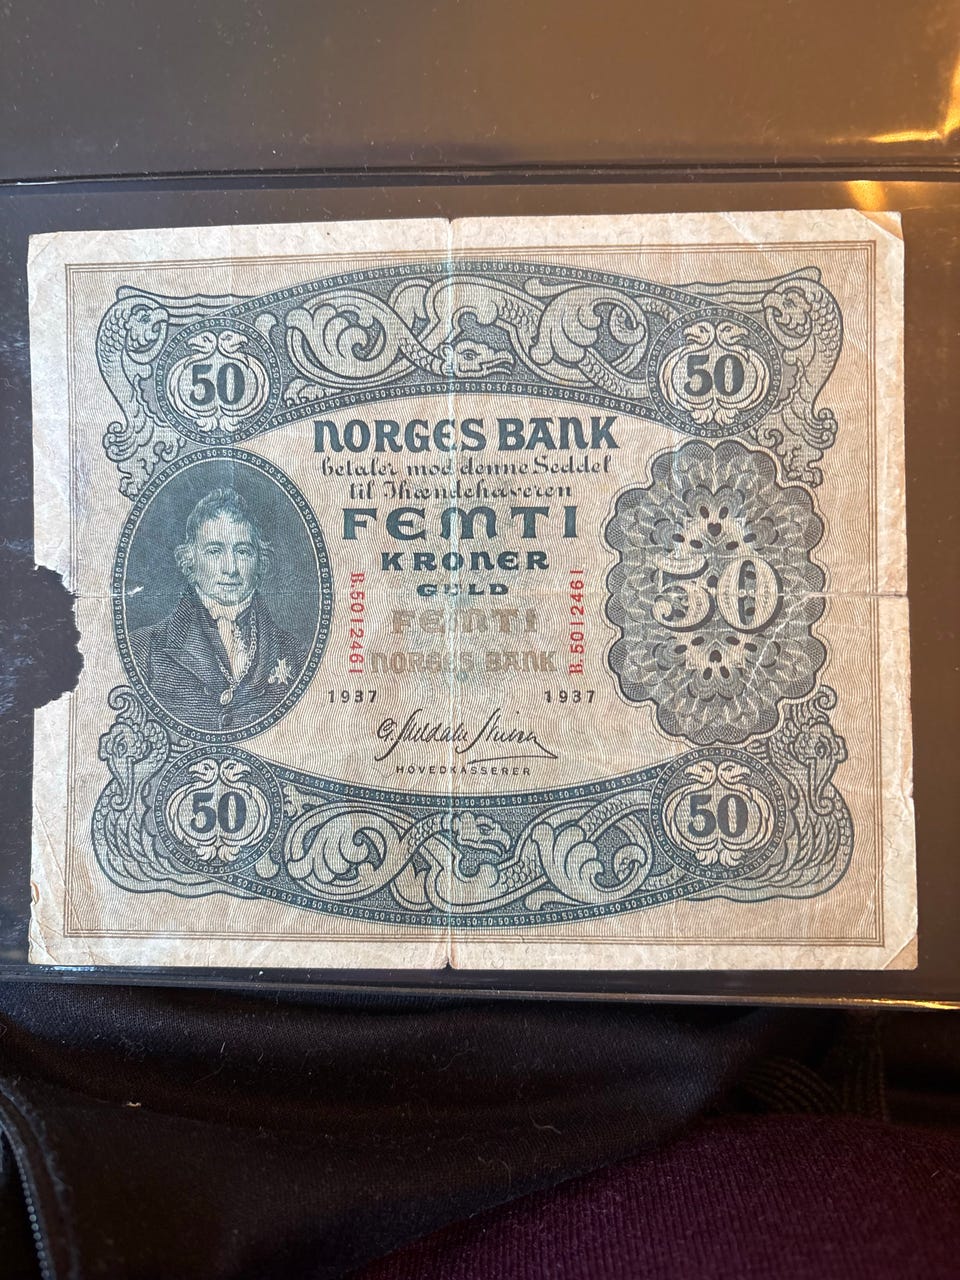 50 50
NORGES BANK
betaler mod denne Seddel
til Ihændehaveren
FEMTI
KRONER
GULD
FEMTI
NORGES BANK
B.5012461 B.5012461
50
1937 1937
HOVEDKASSERER
50 50